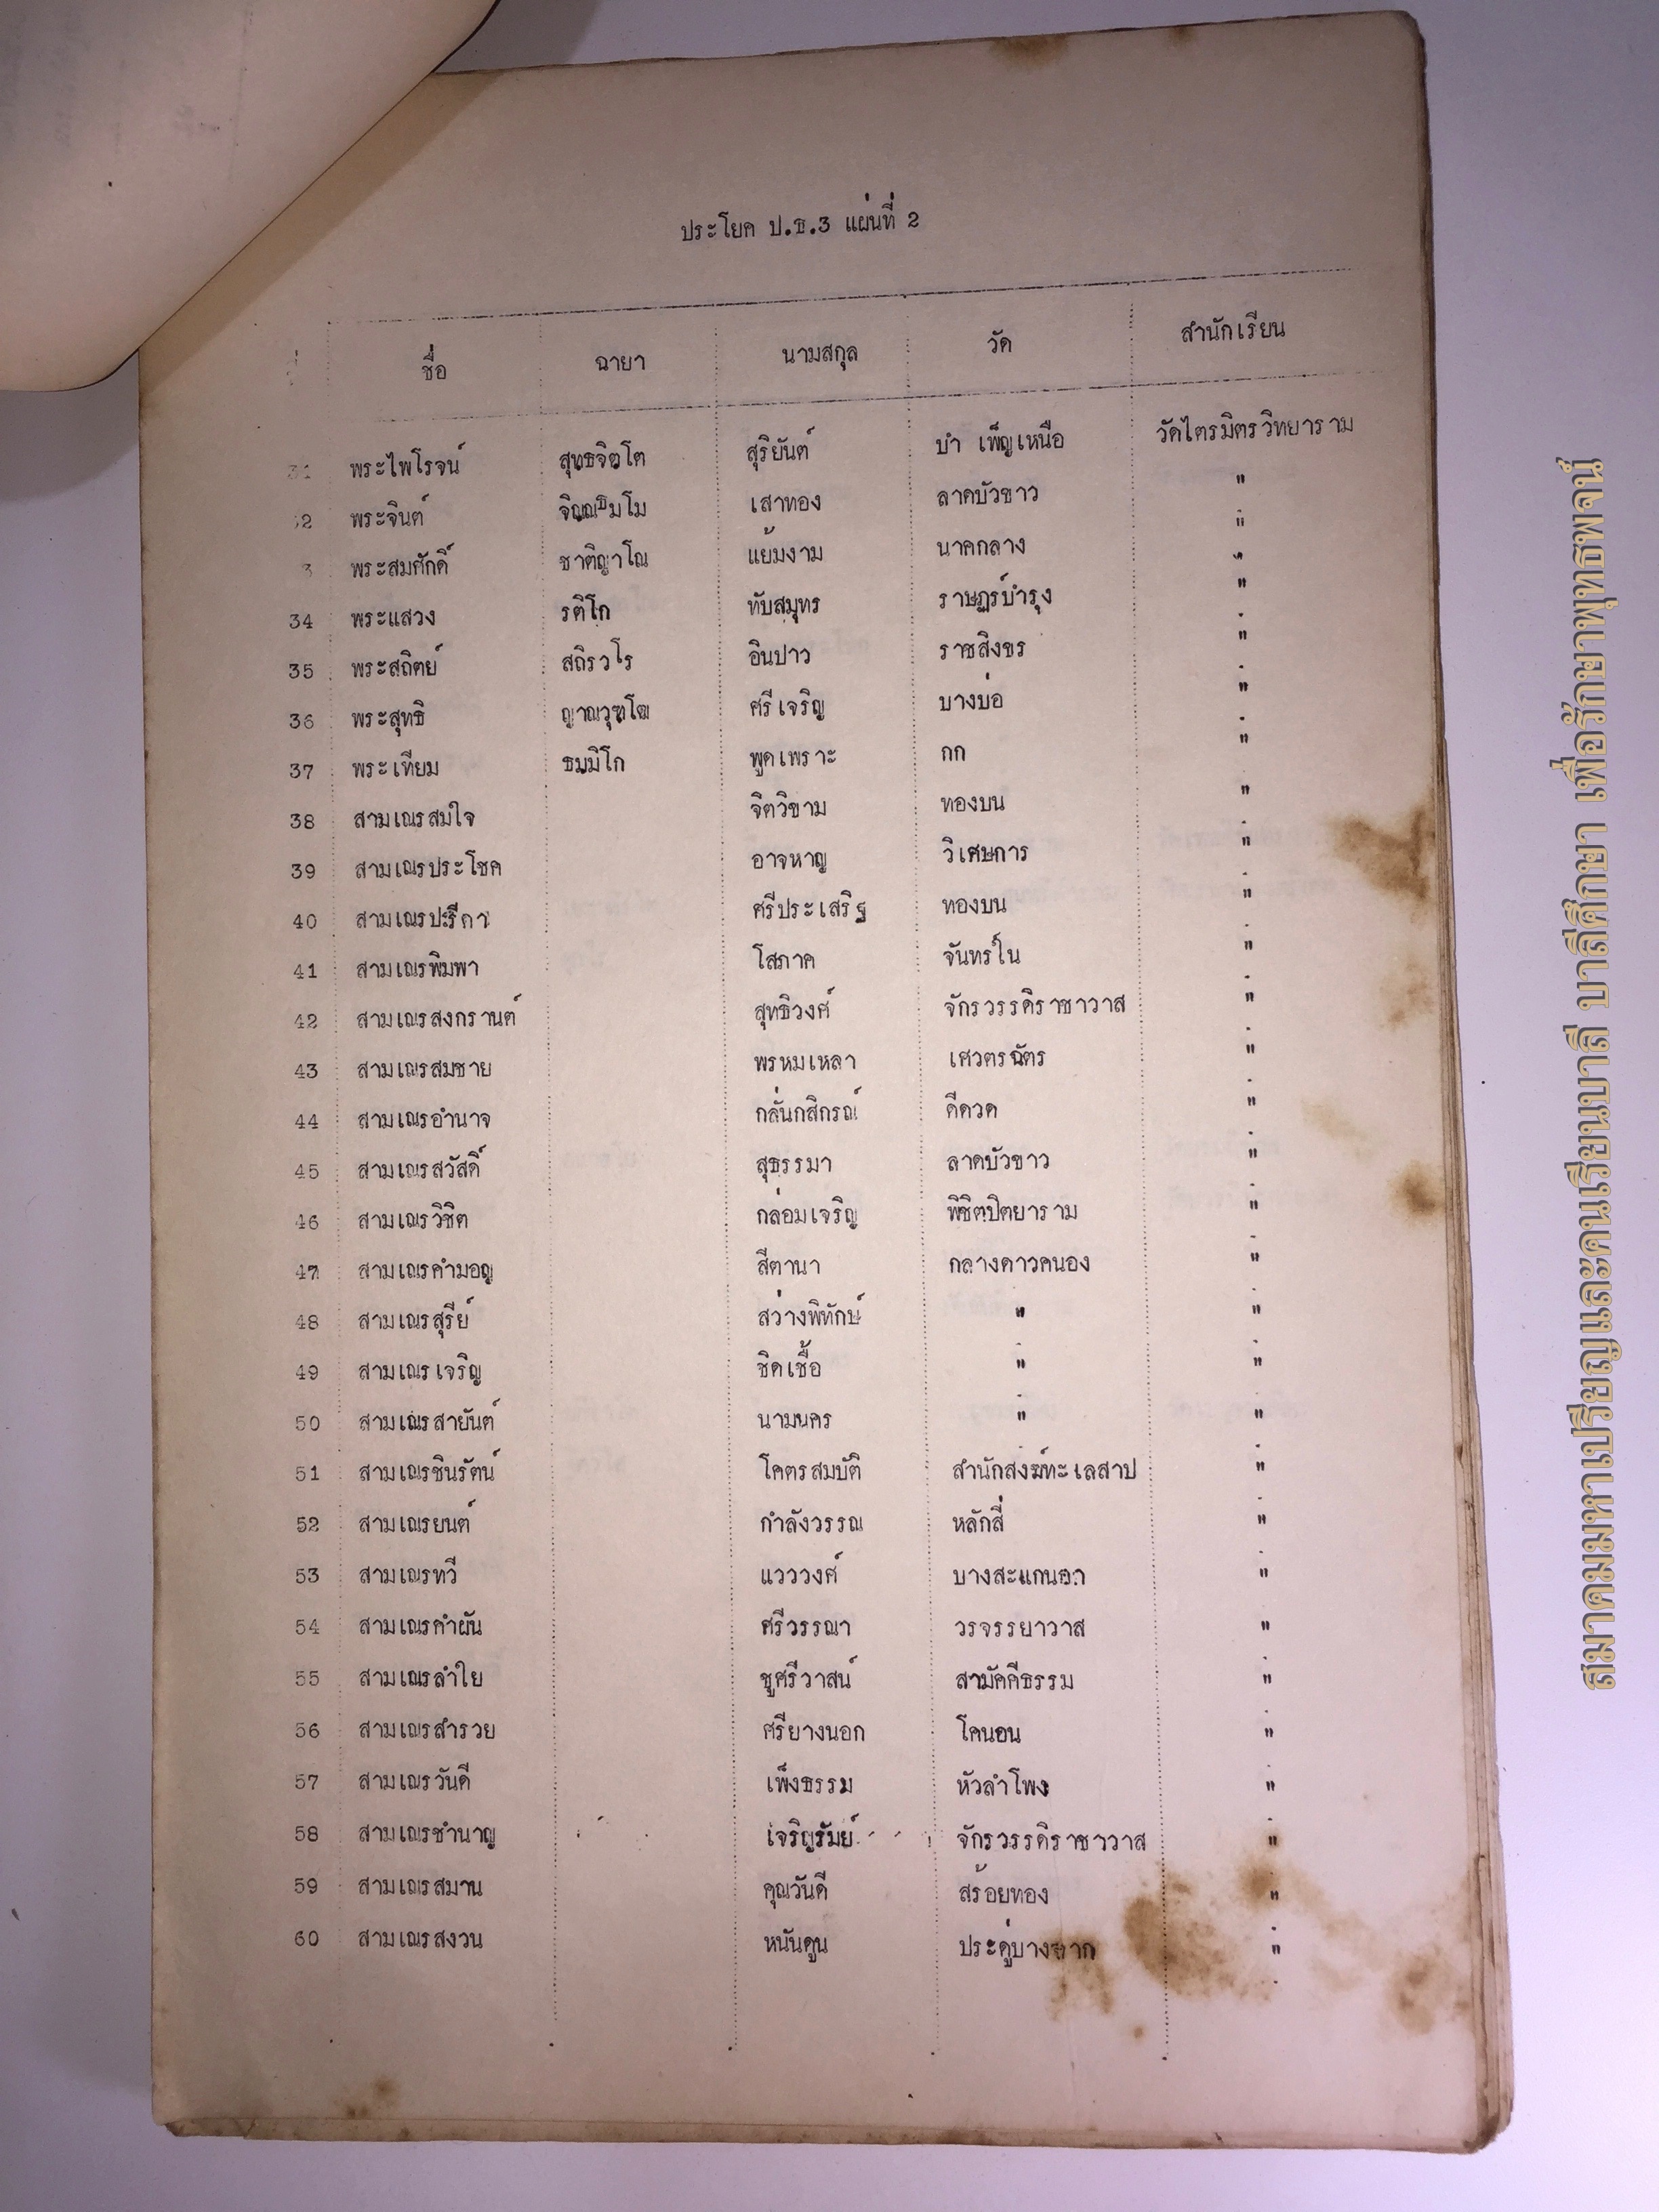 ประโยค ป.ธ.3 แผ่นที่ 2
ที่ ชื่อ ฉายา นามสกุล วัด สำนักเรียน
31 พระไพโรจน์ สุทธจิตโต สุริยันต์ บำ เพ็ญเหนือ วัดไตรมิตรวิทยาราม
32 พระจินต์ จิณณธมโม เสาทอง ลาดบัวขาว "
3 พระสมศักดิ์ ชาติญาโณ แย้มงาม นาคกลาง "
34 พระแสวง รติโก ทับสมุทร ราษฏร์บำรุง "
35 พระสถิตย์ สถิรวโร อินปาว ราชสิงขร "
36 พระสุทธิ ญาณวุฑโฒ ศรีเจริญ บางบ่อ "
37 พระเทียม ธมมิโก พูดเพราะ กก "
38 สามเณรสมใจ จิตวิขาม ทองบน "
39 สามเณรประโชค อาจหาญ วิเศษการ "
40 สามเณรปรีดา ศรีประเสริฐ ทองบน "
41 สามเณรพิมพา โสภาค จันทร์ใน "
42 สามเณรสงกรานต์ สุทธิวงศ์ จักรวรรดิราชาวาส "
43 สามเณรสมชาย พรหมเหลา เศวตรฉัตร "
44 สามเณรอำนาจ กลั่นกสิกรณ์ ดีดวด "
45 สามเณรสวัสดิ์ สุธรรมา ลาดบัวขาว "
46 สามเณรวิชิต กล่อมเจริญ พิชิตปิตยาราม "
47 สามเณรคำมอญ สีตานา กลางดาวคนอง "
48 สามเณรสุรีย์ สว่างพิทักษ์ " "
49 สามเณรเจริญ ชิดเชื้อ " "
50 สามเณรสายันต์ นามนคร " "
51 สามเณรชินรัตน์ โคตรสมบัติ สำนักสงฆ์ทะเลสาป "
52 สามเณรยนต์ กำลังวรรณ หลักสี่ "
53 สามเณรทวี แวววงศ์ บางสะแกนอก "
54 สามเณรคำผัน ศรีวรรณา วรจรรยาวาส "
55 สามเณรลำใย ชูศรีวาสน์ สามัคคีธรรม "
56 สามเณรสำรวย ศรียางนอก โคนอน "
57 สามเณรวันดี เพ็งธรรม หัวลำโพง "
58 สามเณรชำนาญ เจริญรัมย์ จักรวรรดิราชาววาส "
59 สามเณรสมาน คุณวันดี สร้อยทอง "
60 สามเณรสงวน หนันดูน ประดู่บางจาก "
สมาคมมหาเปรียญและคนเรียนบาลี บาลีศึกษา เพื่อรักษาพุทธพจน์